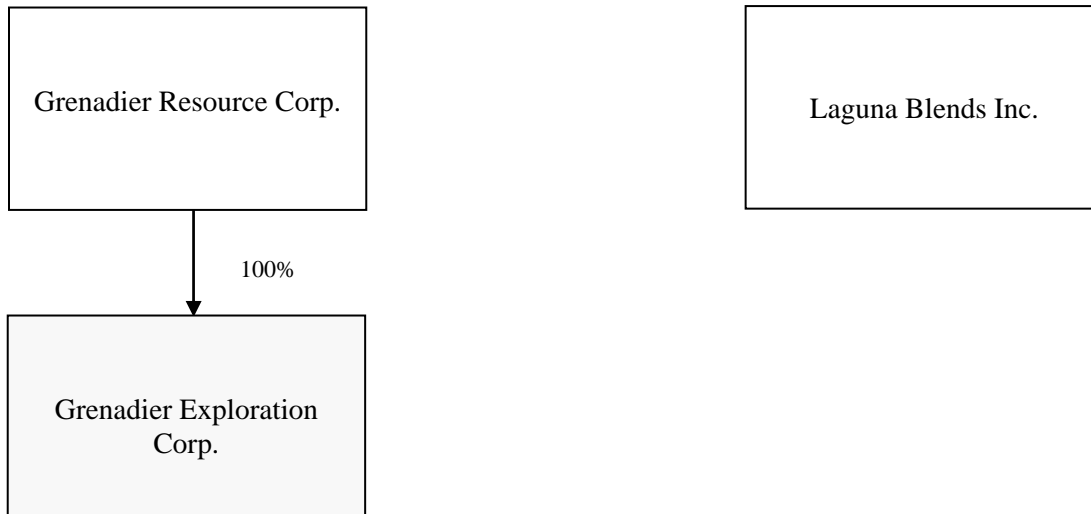 Grenadier Resource Corp.
Laguna Blends Inc.
100%
Grenadier Exploration
Corp.